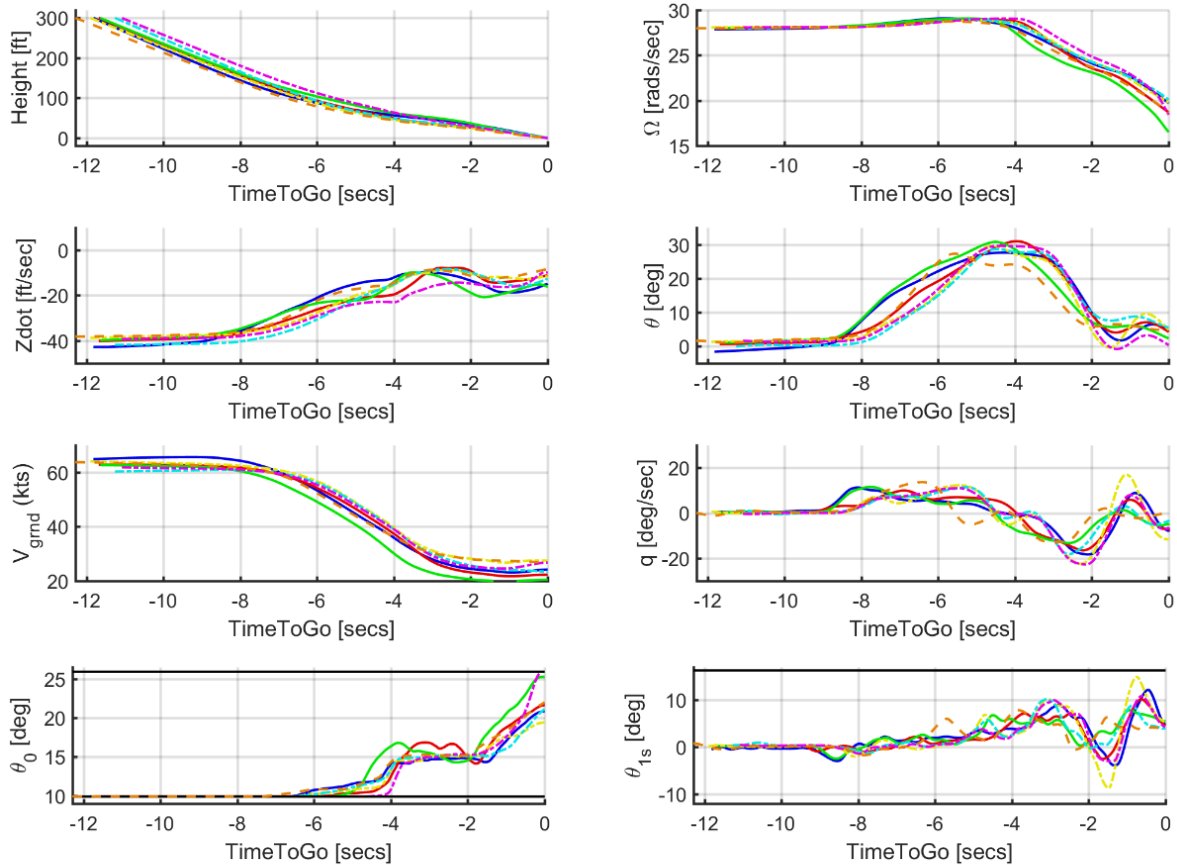 300
200
100
0
Height [ft]
-12 -10 -8 -6 -4 -2 0
TimeToGo [secs]
30
25
20
15
Ω [rads/sec]
-12 -10 -8 -6 -4 -2 0
TimeToGo [secs]
0
-20
-40
Zdot [ft/sec]
-12 -10 -8 -6 -4 -2 0
TimeToGo [secs]
30
20
10
0
θ [deg]
-12 -10 -8 -6 -4 -2 0
TimeToGo [secs]
60
40
20
V_grnd (kts)
-12 -10 -8 -6 -4 -2 0
TimeToGo [secs]
20
0
-20
q [deg/sec]
-12 -10 -8 -6 -4 -2 0
TimeToGo [secs]
25
20
15
10
θ_0 [deg]
-12 -10 -8 -6 -4 -2 0
TimeToGo [secs]
10
0
-10
θ_1s [deg]
-12 -10 -8 -6 -4 -2 0
TimeToGo [secs]